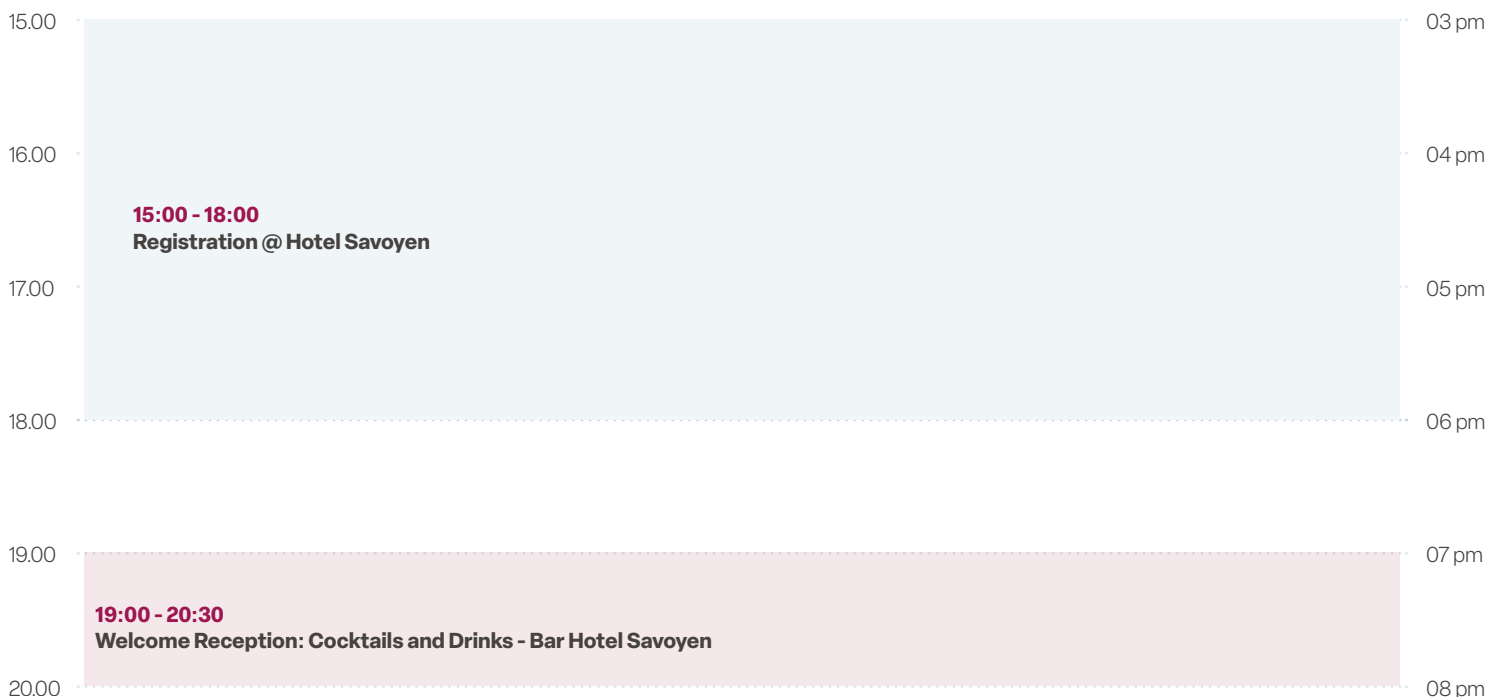 15.00 03 pm
16.00 04 pm
15:00 - 18:00
Registration @ Hotel Savoyen
17.00 05 pm
18.00 06 pm
19.00 07 pm
19:00 - 20:30
Welcome Reception: Cocktails and Drinks - Bar Hotel Savoyen
20.00 08 pm